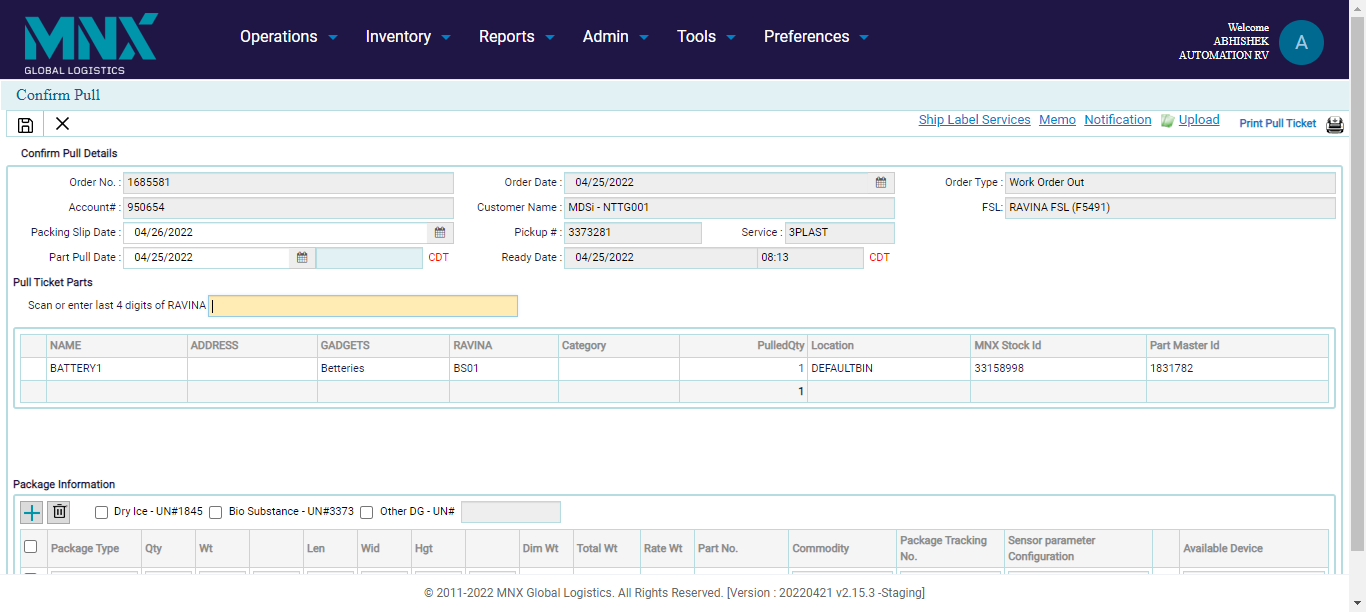 MNX
GLOBAL LOGISTICS
Operations Inventory Reports Admin Tools Preferences
Welcome
ABHISHEK
AUTOMATION RV
A
Confirm Pull
Ship Label Services Memo Notification Upload Print Pull Ticket
Confirm Pull Details
Order No. : 1685581 Order Date : 04/25/2022 Order Type : Work Order Out
Account# : 950654 Customer Name : MDSi - NTTG001 FSL: RAVINA FSL (F5491)
Packing Slip Date : 04/26/2022 Pickup # : 3373281 Service : 3PLAST
Part Pull Date : 04/25/2022 CDT Ready Date : 04/25/2022 08:13 CDT
Pull Ticket Parts
Scan or enter last 4 digits of RAVINA
NAME ADDRESS GADGETS RAVINA Category PulledQty Location MNX Stock Id Part Master Id
BATTERY1 Betteries BS01 1 DEFAULTBIN 33158998 1831782
1
Package Information
Dry Ice - UN#1845 Bio Substance - UN#3373 Other DG - UN#
Package Type Qty Wt Len Wid Hgt Dim Wt Total Wt Rate Wt Part No. Commodity Package Tracking No. Sensor parameter Configuration Available Device
© 2011-2022 MNX Global Logistics. All Rights Reserved. [Version : 20220421 v2.15.3 -Staging]